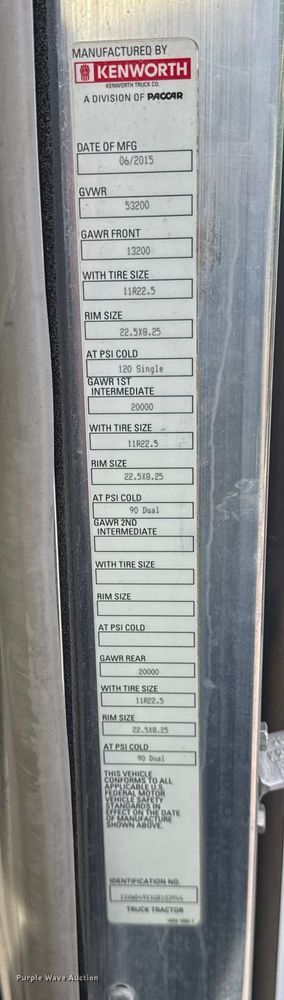 MANUFACTURED BY
KENWORTH
KENWORTH TRUCK CO.
A DIVISION OF PACCAR
DATE OF MFG
06/2015
GVWR
53200
GAWR FRONT
13200
WITH TIRE SIZE
11R22.5
RIM SIZE
22.5X8.25
AT PSI COLD
120 Single
GAWR 1ST
INTERMEDIATE
20000
WITH TIRE SIZE
11R22.5
RIM SIZE
22.5X8.25
AT PSI COLD
90 Dual
GAWR 2ND
INTERMEDIATE
WITH TIRE SIZE
RIM SIZE
AT PSI COLD
GAWR REAR
20000
WITH TIRE SIZE
11R22.5
RIM SIZE
22.5X8.25
AT PSI COLD
90 Dual
THIS VEHICLE
CONFORMS TO ALL
APPLICABLE U.S.
FEDERAL MOTOR
VEHICLE SAFETY
STANDARDS IN
EFFECT ON THE DATE
OF MANUFACTURE
SHOWN ABOVE.
IDENTIFICATION NO.
TRUCK TRACTOR
Purple Wave Auction